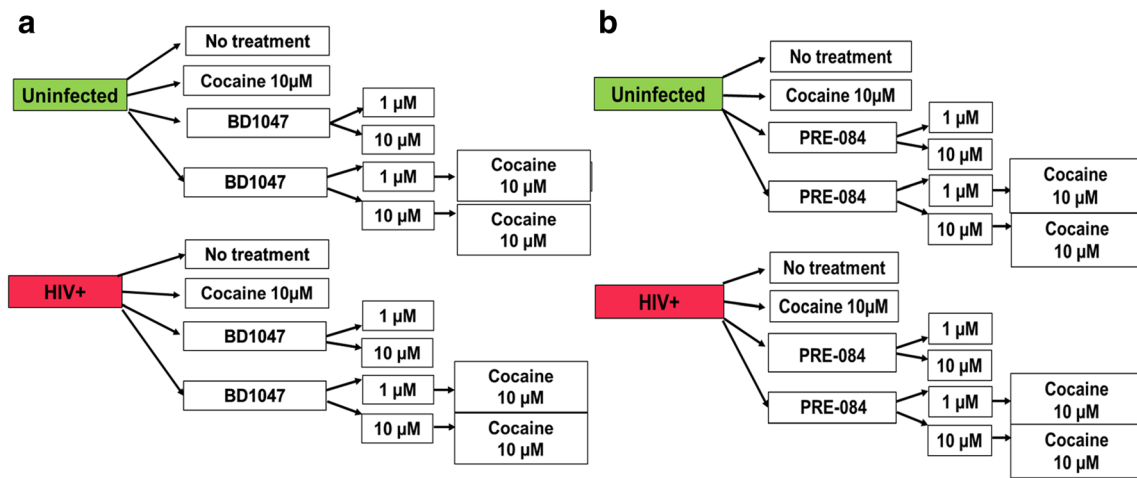 a
No treatment
Uninfected
Cocaine 10µM
BD1047
1 µM
10 µM
BD1047
1 µM
Cocaine
10 µM
10 µM
Cocaine
10 µM
No treatment
HIV+
Cocaine 10µM
BD1047
1 µM
10 µM
BD1047
1 µM
Cocaine
10 µM
10 µM
Cocaine
10 µM
b
No treatment
Uninfected
Cocaine 10µM
PRE-084
1 µM
10 µM
PRE-084
1 µM
Cocaine
10 µM
10 µM
Cocaine
10 µM
No treatment
HIV+
Cocaine 10µM
PRE-084
1 µM
10 µM
PRE-084
1 µM
Cocaine
10 µM
10 µM
Cocaine
10 µM